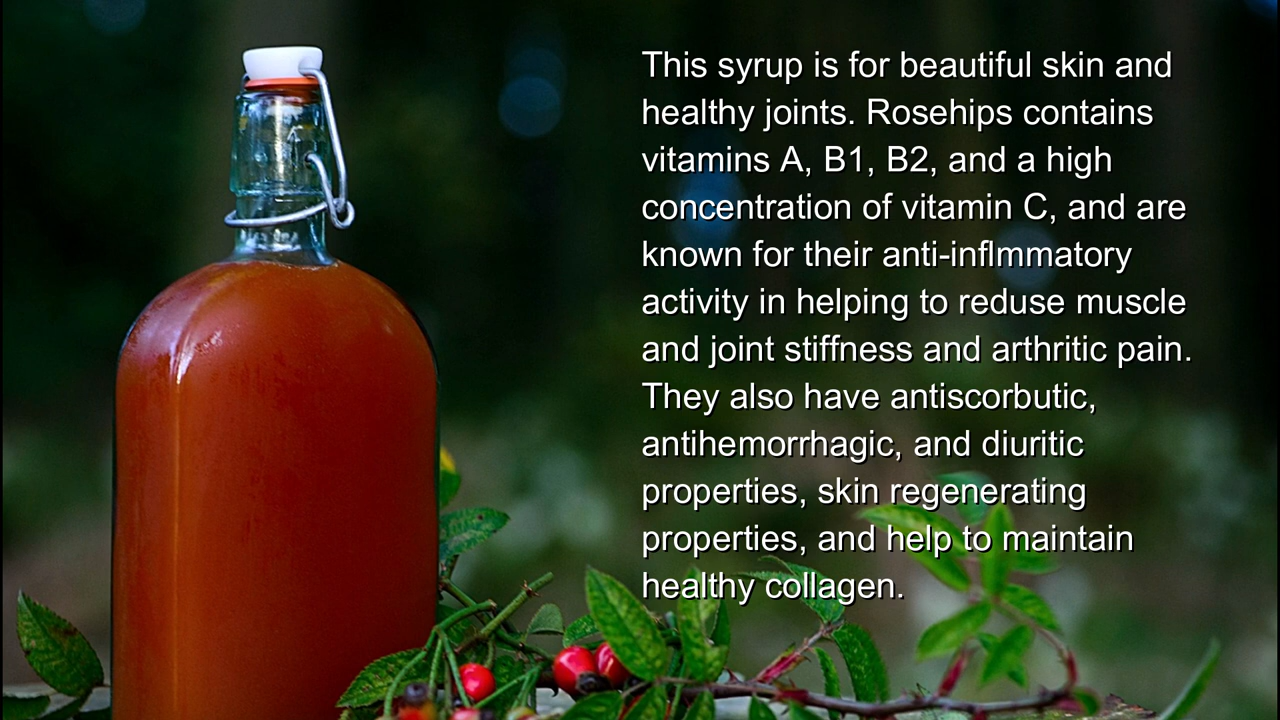 This syrup is for beautiful skin and
healthy joints. Rosehips contains
vitamins A, B1, B2, and a high
concentration of vitamin C, and are
known for their anti-inflmmatory
activity in helping to reduse muscle
and joint stiffness and arthritic pain.
They also have antiscorbutic,
antihemorrhagic, and diuritic
properties, skin regenerating
properties, and help to maintain
healthy collagen.